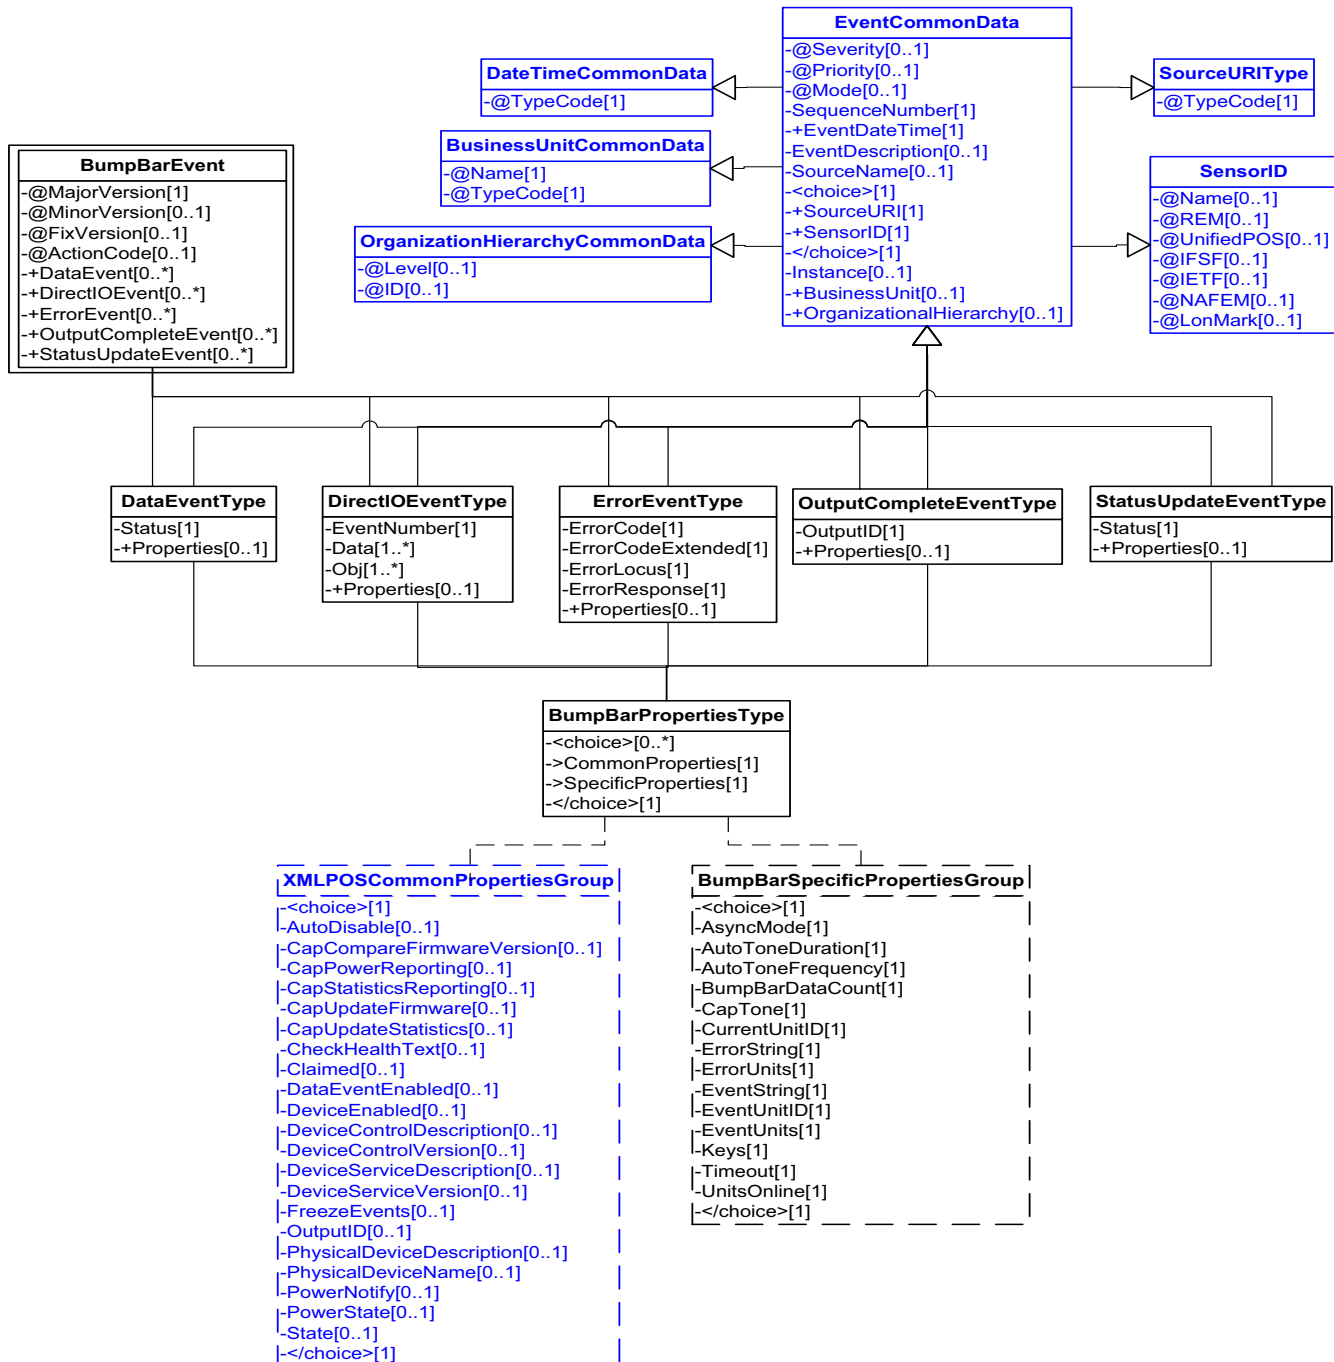 EventCommonData
-@Severity[0..1]
-@Priority[0..1]
-@Mode[0..1]
-SequenceNumber[1]
-+EventDateTime[1]
-EventDescription[0..1]
-SourceName[0..1]
-<choice>[1]
-+SourceURI[1]
-+SensorID[1]
-</choice>[1]
-Instance[0..1]
-+BusinessUnit[0..1]
-+OrganizationalHierarchy[0..1]
DateTimeCommonData
-@TypeCode[1]
SourceURIType
-@TypeCode[1]
BusinessUnitCommonData
-@Name[1]
-@TypeCode[1]
BumpBarEvent
-@MajorVersion[1]
-@MinorVersion[0..1]
-@FixVersion[0..1]
-@ActionCode[0..1]
-+DataEvent[0..*]
-+DirectIOEvent[0..*]
-+ErrorEvent[0..*]
-+OutputCompleteEvent[0..*]
-+StatusUpdateEvent[0..*]
SensorID
-@Name[0..1]
-@REM[0..1]
-@UnifiedPOS[0..1]
-@IFSF[0..1]
-@IETF[0..1]
-@NAFEM[0..1]
-@LonMark[0..1]
OrganizationHierarchyCommonData
-@Level[0..1]
-@ID[0..1]
DataEventType
-Status[1]
-+Properties[0..1]
DirectIOEventType
-EventNumber[1]
-Data[1..*]
-Obj[1..*]
-+Properties[0..1]
ErrorEventType
-ErrorCode[1]
-ErrorCodeExtended[1]
-ErrorLocus[1]
-ErrorResponse[1]
-+Properties[0..1]
OutputCompleteEventType
-OutputID[1]
-+Properties[0..1]
StatusUpdateEventType
-Status[1]
-+Properties[0..1]
BumpBarPropertiesType
-<choice>[0..*]
->CommonProperties[1]
->SpecificProperties[1]
-</choice>[1]
XMLPOSCommonPropertiesGroup
-<choice>[1]
-AutoDisable[0..1]
-CapCompareFirmwareVersion[0..1]
-CapPowerReporting[0..1]
-CapStatisticsReporting[0..1]
-CapUpdateFirmware[0..1]
-CapUpdateStatistics[0..1]
-CheckHealthText[0..1]
-Claimed[0..1]
-DataEventEnabled[0..1]
-DeviceEnabled[0..1]
-DeviceControlDescription[0..1]
-DeviceControlVersion[0..1]
-DeviceServiceDescription[0..1]
-DeviceServiceVersion[0..1]
-FreezeEvents[0..1]
-OutputID[0..1]
-PhysicalDeviceDescription[0..1]
-PhysicalDeviceName[0..1]
-PowerNotify[0..1]
-PowerState[0..1]
-State[0..1]
-</choice>[1]
BumpBarSpecificPropertiesGroup
-<choice>[1]
-AsyncMode[1]
-AutoToneDuration[1]
-AutoToneFrequency[1]
-BumpBarDataCount[1]
-CapTone[1]
-CurrentUnitID[1]
-ErrorString[1]
-ErrorUnits[1]
-EventString[1]
-EventUnitID[1]
-EventUnits[1]
-Keys[1]
-Timeout[1]
-UnitsOnline[1]
-</choice>[1]